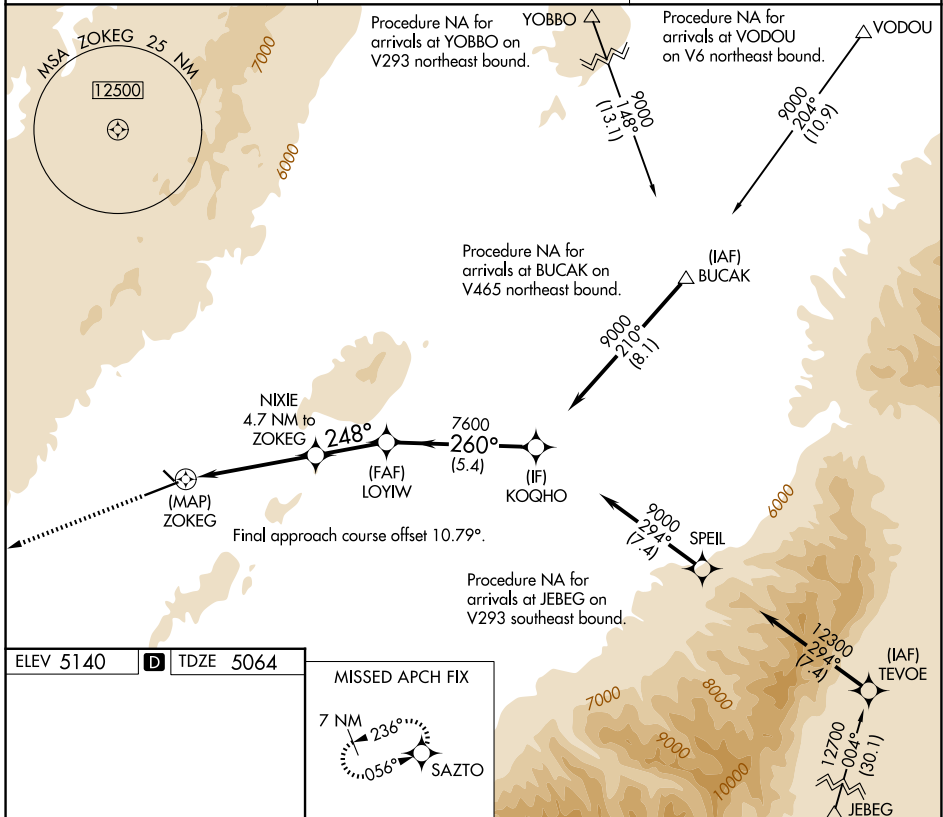 MSA ZOKEG 25 NM
12500
7000
6000
Procedure NA for
arrivals at YOBBO on
V293 northeast bound.
YOBBO
9000
148°
(13.1)
Procedure NA for
arrivals at VODOU
on V6 northeast bound.
VODOU
9000
204°
(10.9)
Procedure NA for
arrivals at BUCAK on
V465 northeast bound.
(IAF)
BUCAK
9000
210°
(8.1)
NIXIE
4.7 NM to
ZOKEG
248°
(FAF)
LOYIW
7600
260°
(5.4)
(IF)
KOQHO
(MAP)
ZOKEG
Final approach course offset 10.79°.
9000
294°
(7.4)
SPEIL
6000
Procedure NA for
arrivals at JEBEG on
V293 southeast bound.
12300
294°
(7.4)
(IAF)
TEVOE
7000
8000
9000
10000
12700
004°
(30.1)
JEBEG
ELEV 5140
D
TDZE 5064
MISSED APCH FIX
7 NM
236°
056°
SAZTO